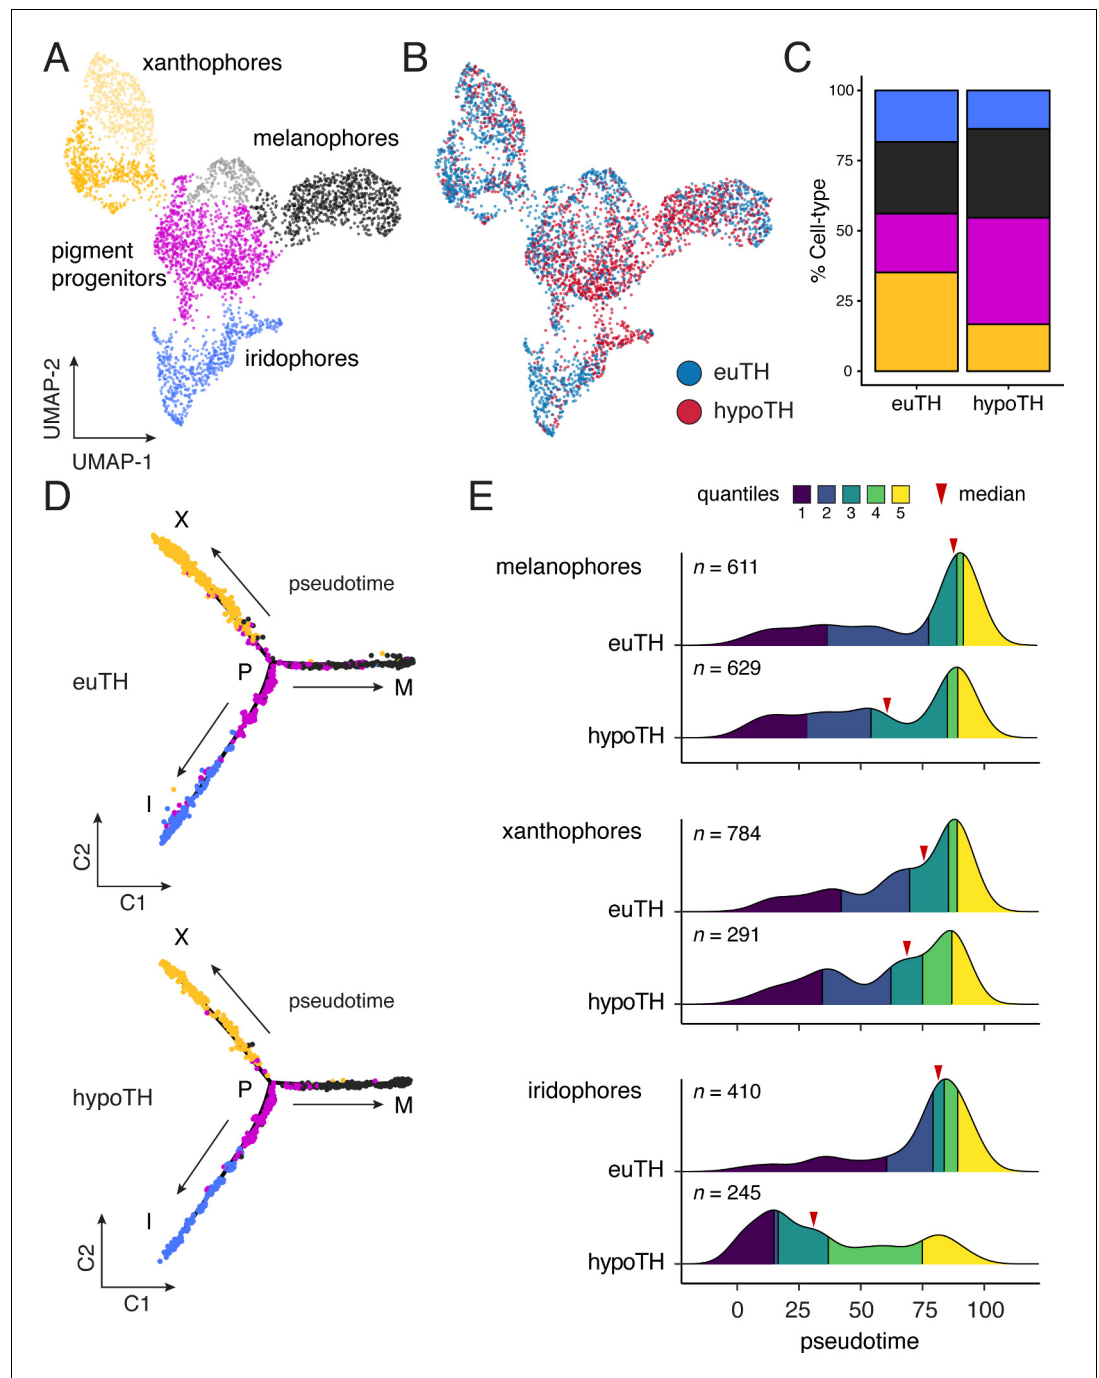 A
xanthophores
melanophores
pigment
progenitors
iridophores
UMAP-2
UMAP-1
B
euTH
hypoTH
C
% Cell-type
100
75
50
25
0
euTH
hypoTH
D
X
pseudotime
P
euTH
M
I
C2
C1
X
pseudotime
P
hypoTH
M
I
C2
C1
E
quantiles
1 2 3 4 5
median
melanophores
n = 611
euTH
n = 629
hypoTH
xanthophores
n = 784
euTH
n = 291
hypoTH
iridophores
n = 410
euTH
n = 245
hypoTH
0 25 50 75 100
pseudotime